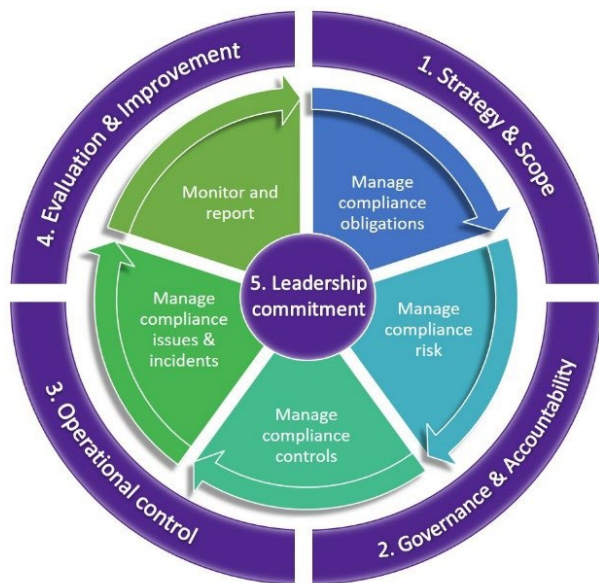 1. Strategy & Scope
2. Governance & Accountability
3. Operational control
4. Evaluation & Improvement
Manage
compliance
obligations
Manage
compliance
risk
Manage
compliance
controls
Manage
compliance
issues &
incidents
Monitor and
report
5. Leadership
commitment